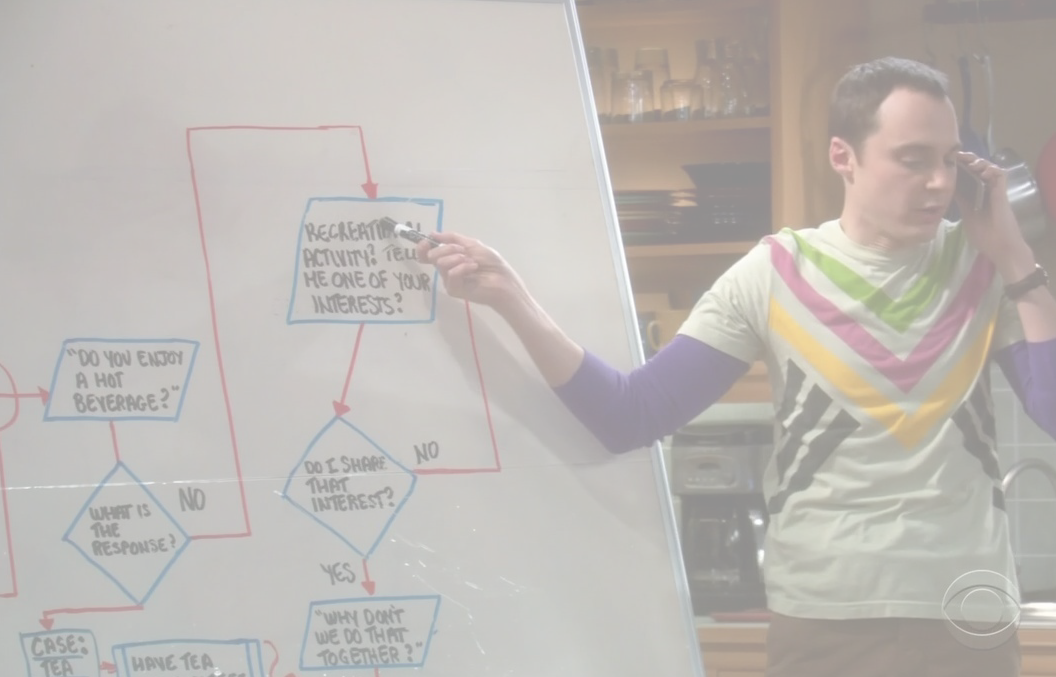 RECREATIONAL
ACTIVITY? TELL
ME ONE OF YOUR
INTERESTS?
"DO YOU ENJOY
A HOT
BEVERAGE?"
DO I SHARE
THAT
INTEREST?
NO
WHAT IS
THE
RESPONSE?
NO
YES
"WHY DON'T
WE DO THAT
TOGETHER?"
CASE:
TEA
HAVE TEA